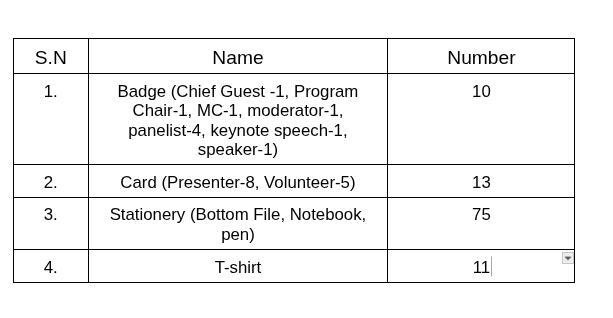 S.N Name Number
1. Badge (Chief Guest -1, Program 10
Chair-1, MC-1, moderator-1,
panelist-4, keynote speech-1,
speaker-1)
2. Card (Presenter-8, Volunteer-5) 13
3. Stationery (Bottom File, Notebook, 75
pen)
4. T-shirt 11